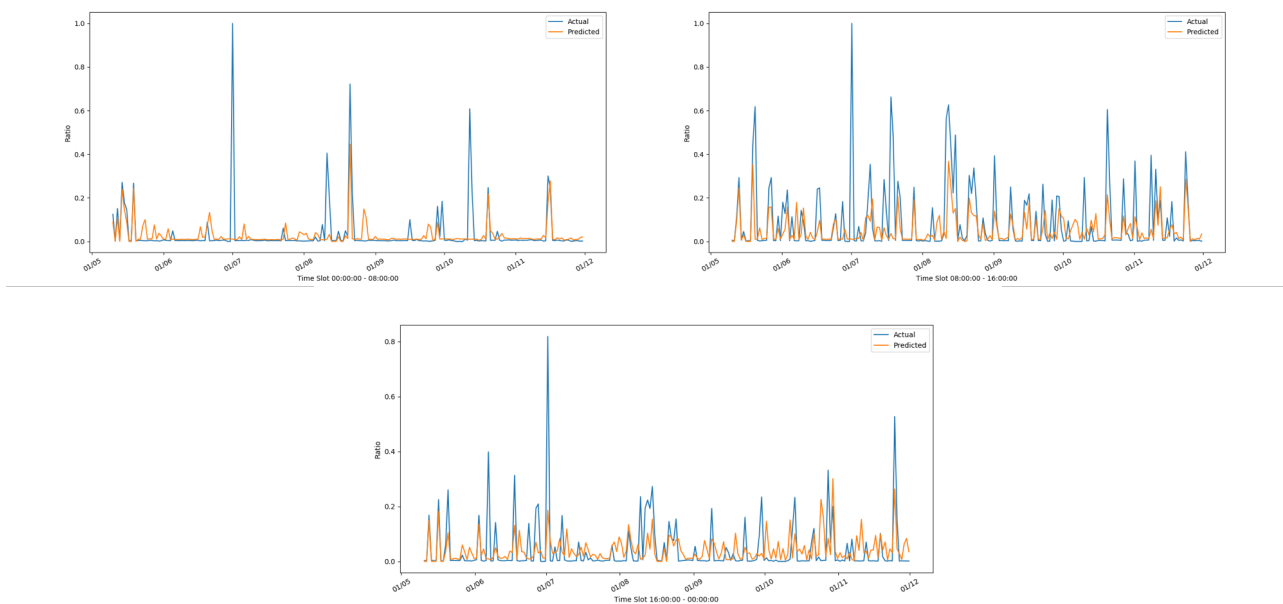 Actual
Predicted
1.0
0.8
0.6
0.4
0.2
0.0
Ratio
01/05 01/06 01/07 01/08 01/09 01/10 01/11 01/12
Time Slot 00:00:00 - 08:00:00
Actual
Predicted
1.0
0.8
0.6
0.4
0.2
0.0
Ratio
01/05 01/06 01/07 01/08 01/09 01/10 01/11 01/12
Time Slot 08:00:00 - 16:00:00
Actual
Predicted
0.8
0.6
0.4
0.2
0.0
Ratio
01/05 01/06 01/07 01/08 01/09 01/10 01/11 01/12
Time Slot 16:00:00 - 00:00:00